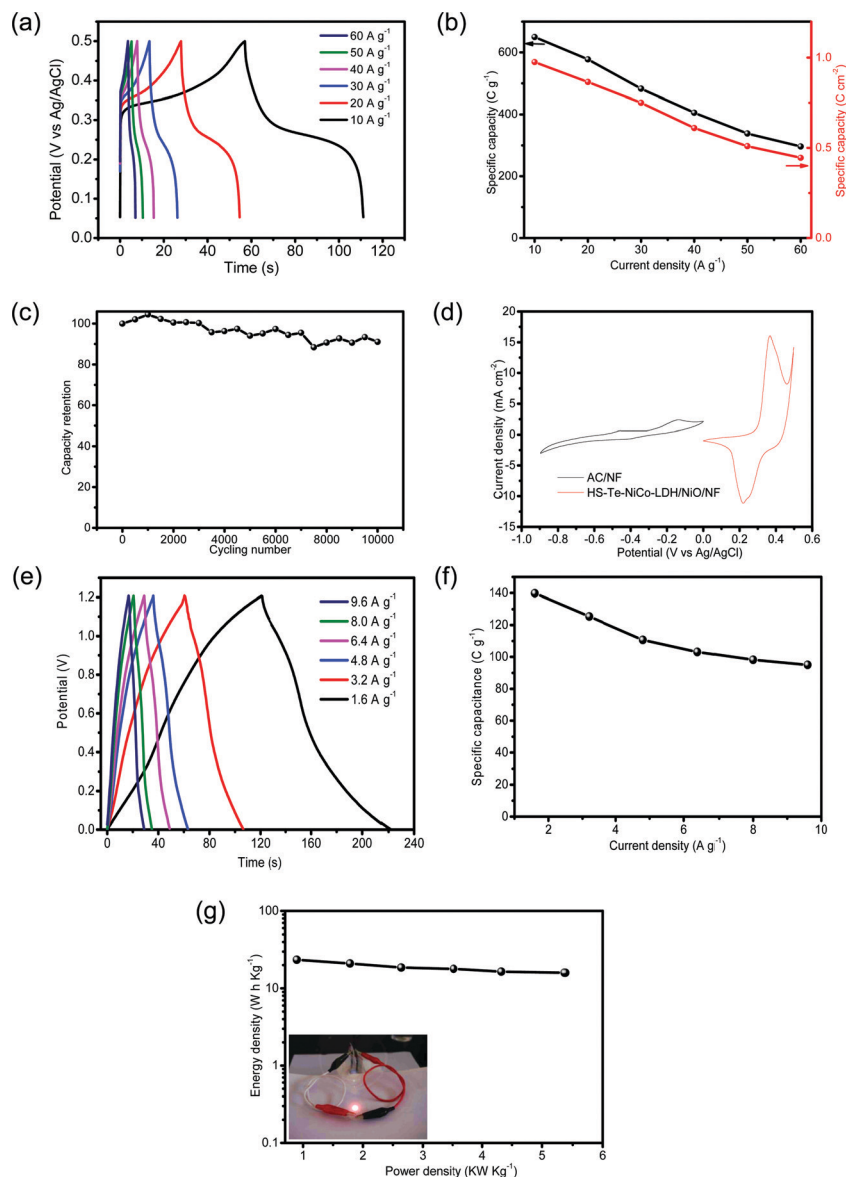 (a)
60 A g⁻¹
50 A g⁻¹
40 A g⁻¹
30 A g⁻¹
20 A g⁻¹
10 A g⁻¹
0.5
0.4
0.3
0.2
0.1
0.0
Potential (V vs Ag/AgCl)
0 20 40 60 80 100 120
Time (s)
(b)
600
400
200
0
Specific capacity (C g⁻¹)
1.0
0.5
0.0
Specific capacity (C cm⁻²)
10 20 30 40 50 60
Current density (A g⁻¹)
(c)
100
80
60
40
20
0
Capacity retention
0 2000 4000 6000 8000 10000
Cycling number
(d)
20
15
10
5
0
-5
-10
-15
Current density (mA cm⁻²)
AC/NF
HS-Te-NiCo-LDH/NiO/NF
-1.0 -0.8 -0.6 -0.4 -0.2 0.0 0.2 0.4 0.6
Potential (V vs Ag/AgCl)
(e)
9.6 A g⁻¹
8.0 A g⁻¹
6.4 A g⁻¹
4.8 A g⁻¹
3.2 A g⁻¹
1.6 A g⁻¹
1.2
1.0
0.8
0.6
0.4
0.2
0.0
Potential (V)
0 40 80 120 160 200 240
Time (s)
(f)
140
120
100
80
60
40
20
0
Specific capacitance (C g⁻¹)
2 4 6 8 10
Current density (A g⁻¹)
(g)
100
10
1
0.1
Energy density (W h Kg⁻¹)
1 2 3 4 5 6
Power density (KW Kg⁻¹)